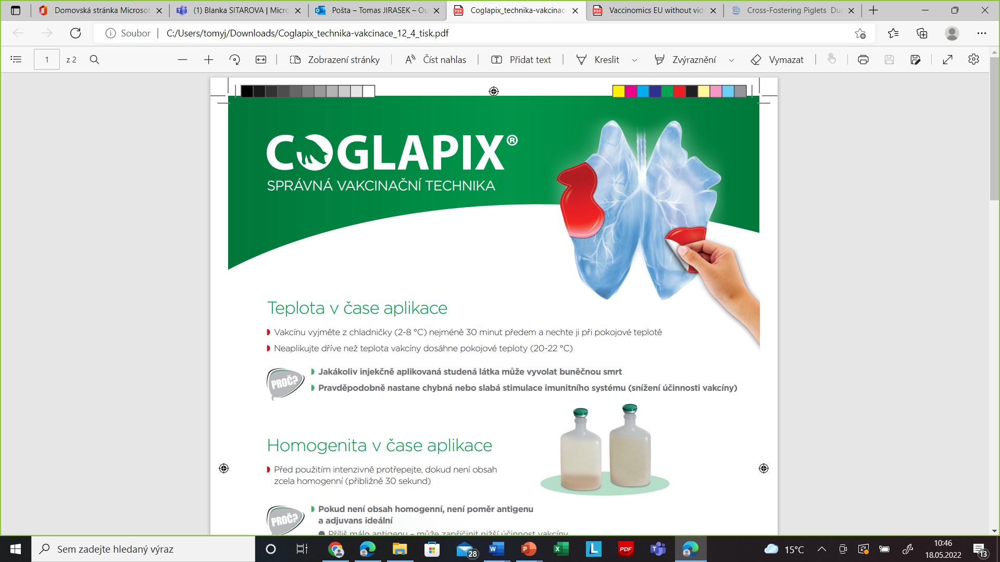 Domovská stránka Microsof
(1) Blanka SITAROVA | Micro
Pošta – Tomas JIRASEK – Ou
Coglapix_technika-vakcinace
Vaccinomics EU without vid
Cross-Fostering Piglets Du
Soubor
C:/Users/tomyj/Downloads/Coglapix_technika-vakcinace_12_4_tisk.pdf
1
z 2
Zobrazení stránky
Číst nahlas
Přidat text
Kreslit
Zvýraznění
Vymazat
COGLAPIX®
SPRÁVNÁ VAKCINAČNÍ TECHNIKA
Teplota v čase aplikace
Vakcínu vyjměte z chladničky (2-8 °C) nejméně 30 minut předem a nechte ji při pokojové teplotě
Neaplikujte dříve než teplota vakcíny dosáhne pokojové teploty (20-22 °C)
PROČ?
Jakákoliv injekčně aplikovaná studená látka může vyvolat buněčnou smrt
Pravděpodobně nastane chybná nebo slabá stimulace imunitního systému (snížení účinnosti vakcíny)
Homogenita v čase aplikace
Před použitím intenzivně protřepejte, dokud není obsah
zcela homogenní (přibližně 30 sekund)
PROČ?
Pokud není obsah homogenní, není poměr antigenu
a adjuvans ideální
Příliš málo antigenu – může zapříčinit nižší účinnost vakcíny
Sem zadejte hledaný výraz
28
15°C
10:46
18.05.2022
13